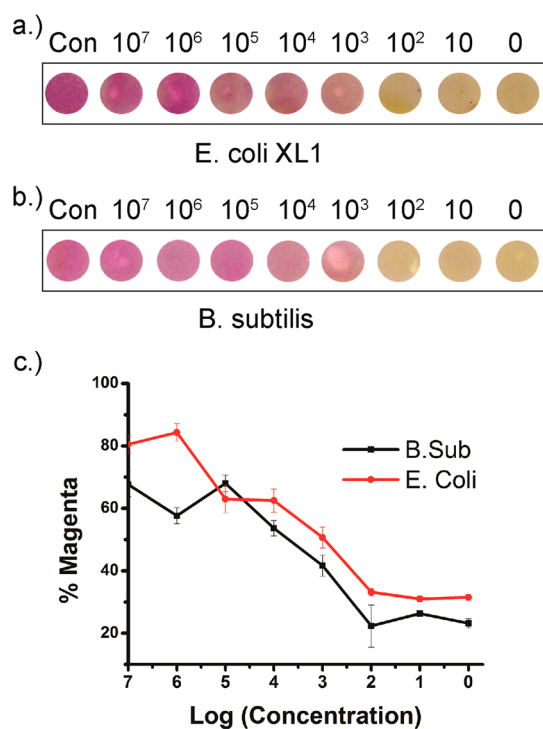 a.)
Con 10⁷ 10⁶ 10⁵ 10⁴ 10³ 10² 10 0
E. coli XL1
b.)
Con 10⁷ 10⁶ 10⁵ 10⁴ 10³ 10² 10 0
B. subtilis
c.)
100
80
60
40
20
% Magenta
B.Sub
E. Coli
7 6 5 4 3 2 1 0
Log (Concentration)